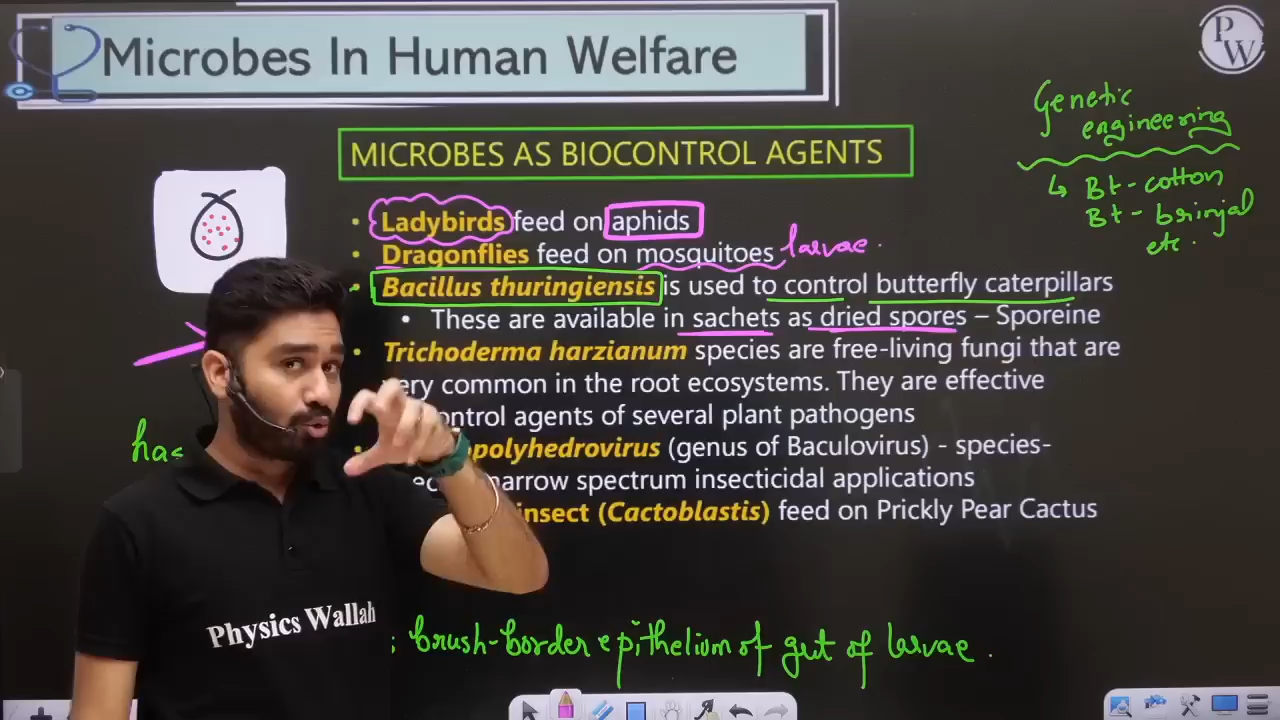 Microbes In Human Welfare
P
W
Genetic
engineering
↳ Bt-cotton
Bt-brinjal
etc.
MICROBES AS BIOCONTROL AGENTS
• Ladybirds feed on aphids
• Dragonflies feed on mosquitoes larvae.
• Bacillus thuringiensis is used to control butterfly caterpillars
• These are available in sachets as dried spores – Sporeine
• Trichoderma harzianum species are free-living fungi that are
ery common in the root ecosystems. They are effective
ontrol agents of several plant pathogens
polyhedrovirus (genus of Baculovirus) - species-
narrow spectrum insecticidal applications
insect (Cactoblastis) feed on Prickly Pear Cactus
has
Physics Wallah
: brush-border epithelium of gut of larvae.